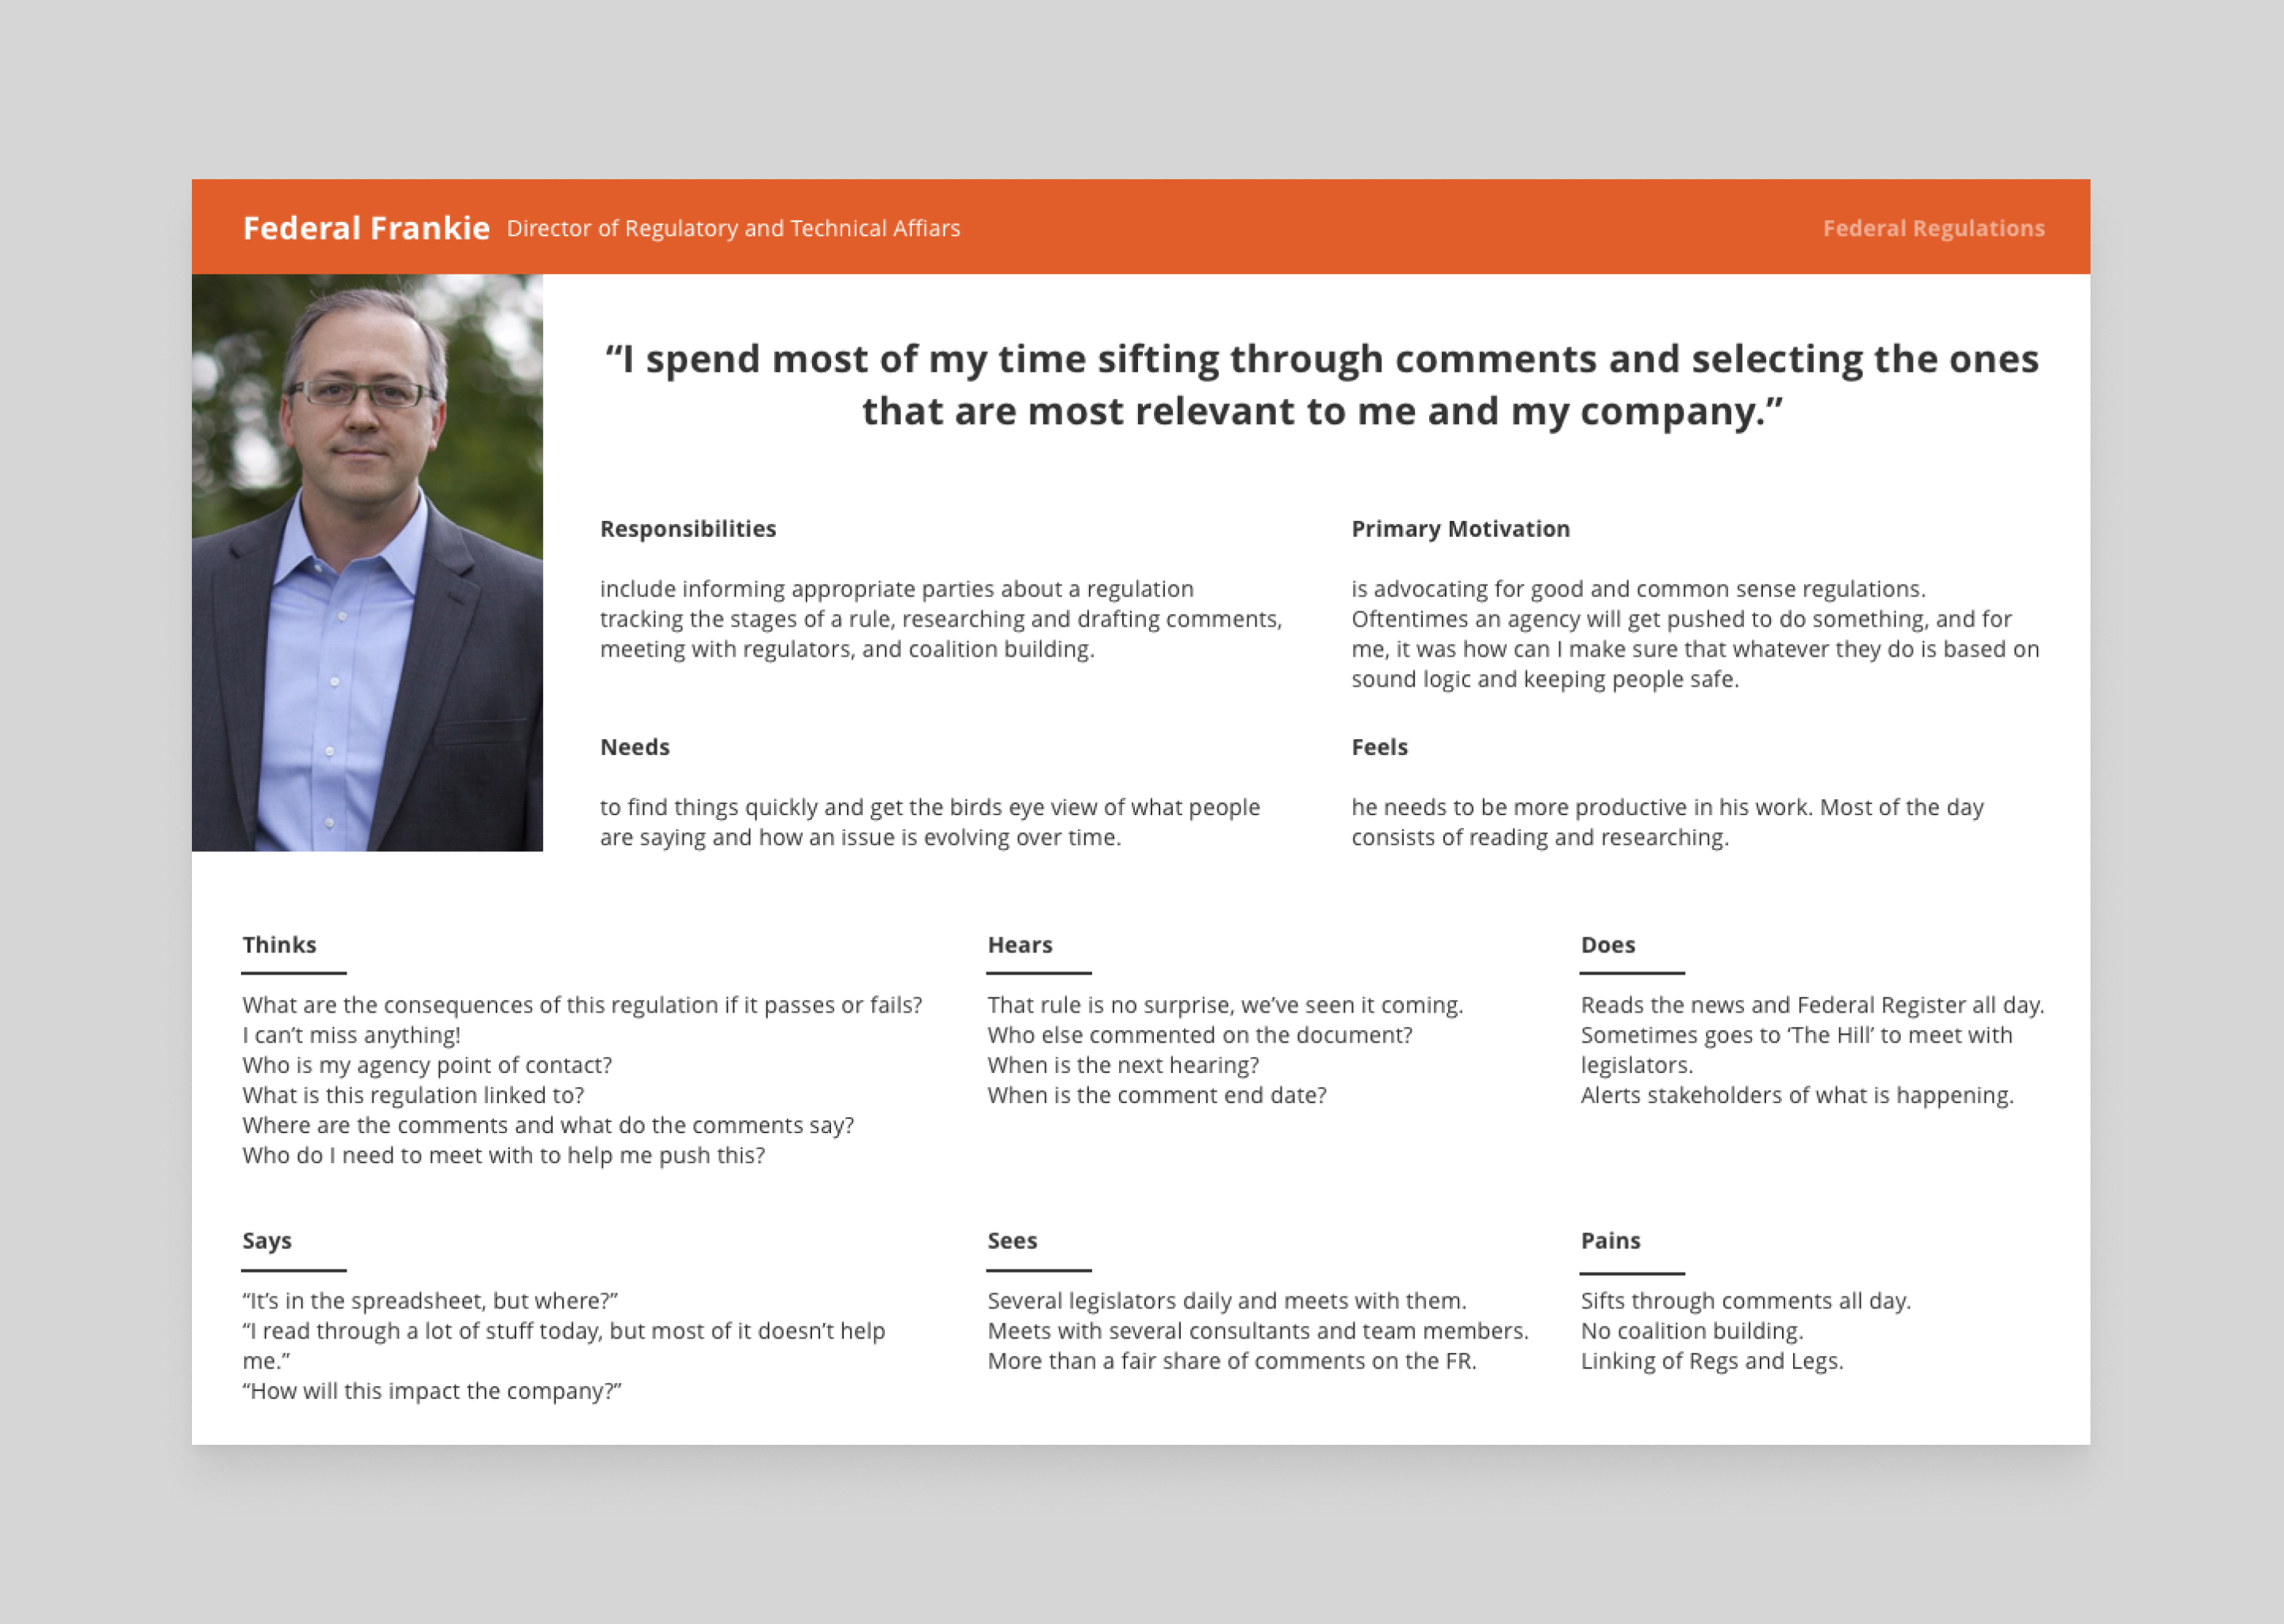 Federal Frankie Director of Regulatory and Technical Affiars
Federal Regulations
“I spend most of my time sifting through comments and selecting the ones
that are most relevant to me and my company.”
Responsibilities
include informing appropriate parties about a regulation
tracking the stages of a rule, researching and drafting comments,
meeting with regulators, and coalition building.
Primary Motivation
is advocating for good and common sense regulations.
Oftentimes an agency will get pushed to do something, and for
me, it was how can I make sure that whatever they do is based on
sound logic and keeping people safe.
Needs
to find things quickly and get the birds eye view of what people
are saying and how an issue is evolving over time.
Feels
he needs to be more productive in his work. Most of the day
consists of reading and researching.
Thinks
What are the consequences of this regulation if it passes or fails?
I can’t miss anything!
Who is my agency point of contact?
What is this regulation linked to?
Where are the comments and what do the comments say?
Who do I need to meet with to help me push this?
Hears
That rule is no surprise, we’ve seen it coming.
Who else commented on the document?
When is the next hearing?
When is the comment end date?
Does
Reads the news and Federal Register all day.
Sometimes goes to ‘The Hill’ to meet with
legislators.
Alerts stakeholders of what is happening.
Says
“It’s in the spreadsheet, but where?”
“I read through a lot of stuff today, but most of it doesn’t help
me.”
“How will this impact the company?”
Sees
Several legislators daily and meets with them.
Meets with several consultants and team members.
More than a fair share of comments on the FR.
Pains
Sifts through comments all day.
No coalition building.
Linking of Regs and Legs.